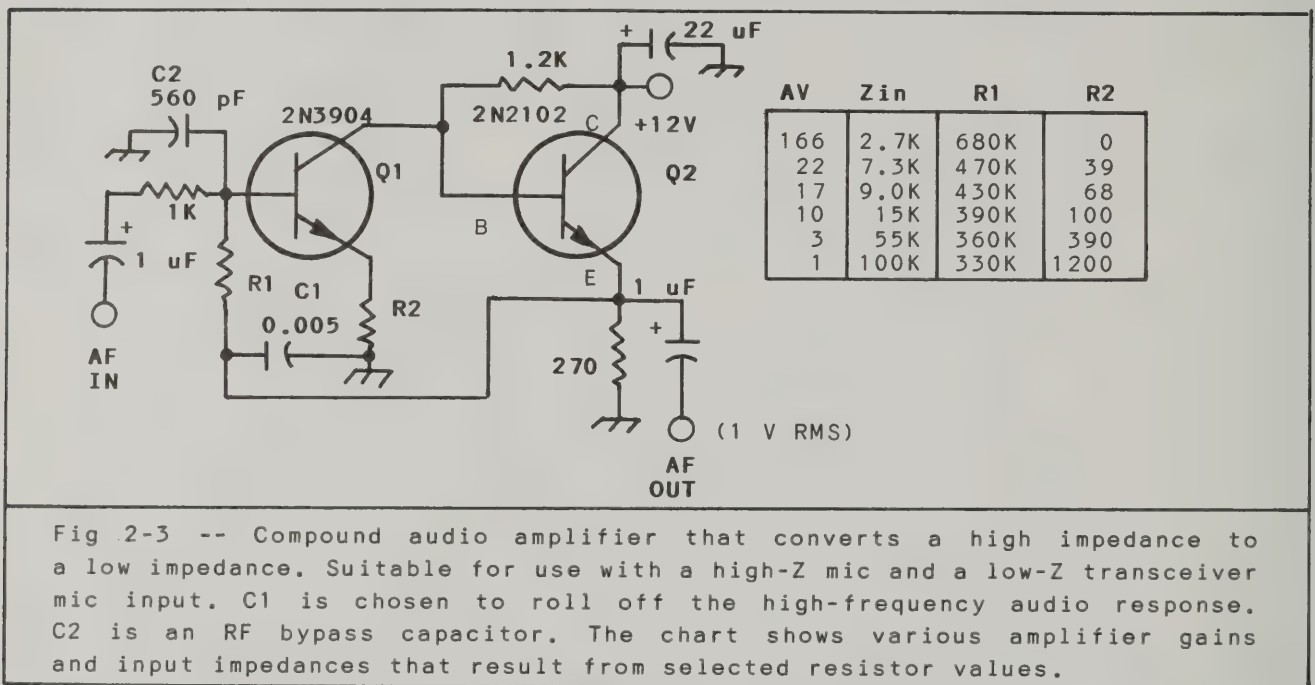 22 uF
+
1.2K
C2
560 pF
2N3904
2N2102
C
+12V
Q1
Q2
1K
B
+
1 uF
R1
C1
0.005
R2
E
1 uF
+
270
AF
IN
(1 V RMS)
AF
OUT
AV Zin R1 R2
166 2.7K 680K 0
22 7.3K 470K 39
17 9.0K 430K 68
10 15K 390K 100
3 55K 360K 390
1 100K 330K 1200
Fig 2-3 -- Compound audio amplifier that converts a high impedance to
a low impedance. Suitable for use with a high-Z mic and a low-Z transceiver
mic input. C1 is chosen to roll off the high-frequency audio response.
C2 is an RF bypass capacitor. The chart shows various amplifier gains
and input impedances that result from selected resistor values.